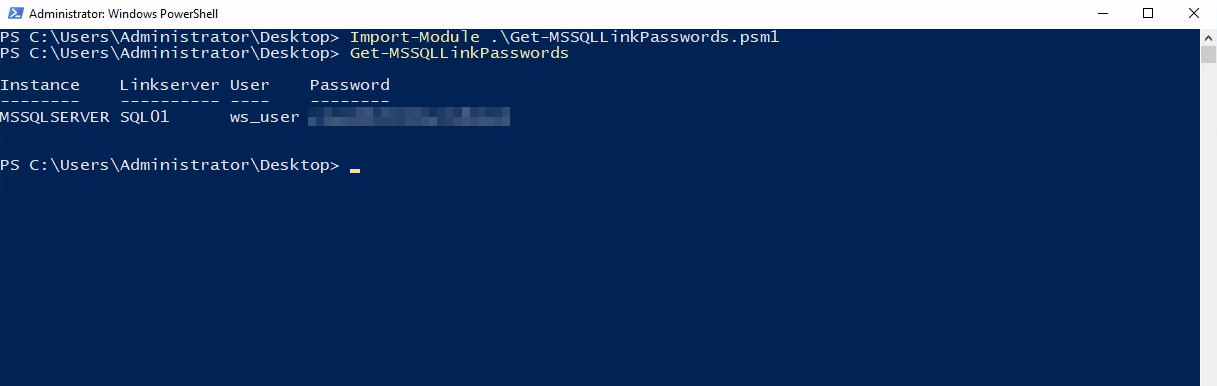 Administrator: Windows PowerShell
PS C:\Users\Administrator\Desktop> Import-Module .\Get-MSSQLLinkPasswords.psm1
PS C:\Users\Administrator\Desktop> Get-MSSQLLinkPasswords
Instance    Linkserver User    Password
--------    ---------- ----    --------
MSSQLSERVER SQL01      ws_user
PS C:\Users\Administrator\Desktop>